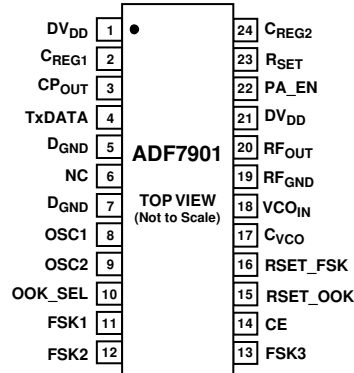 DVDD 1 24 CREG2
CREG1 2 23 RSET
CPOUT 3 22 PA_EN
TxDATA 4 21 DVDD
DGND 5 20 RFOUT
ADF7901
NC 6 19 RFGND
TOP VIEW
(Not to Scale)
DGND 7 18 VCOIN
OSC1 8 17 CVCO
OSC2 9 16 RSET_FSK
OOK_SEL 10 15 RSET_OOK
FSK1 11 14 CE
FSK2 12 13 FSK3